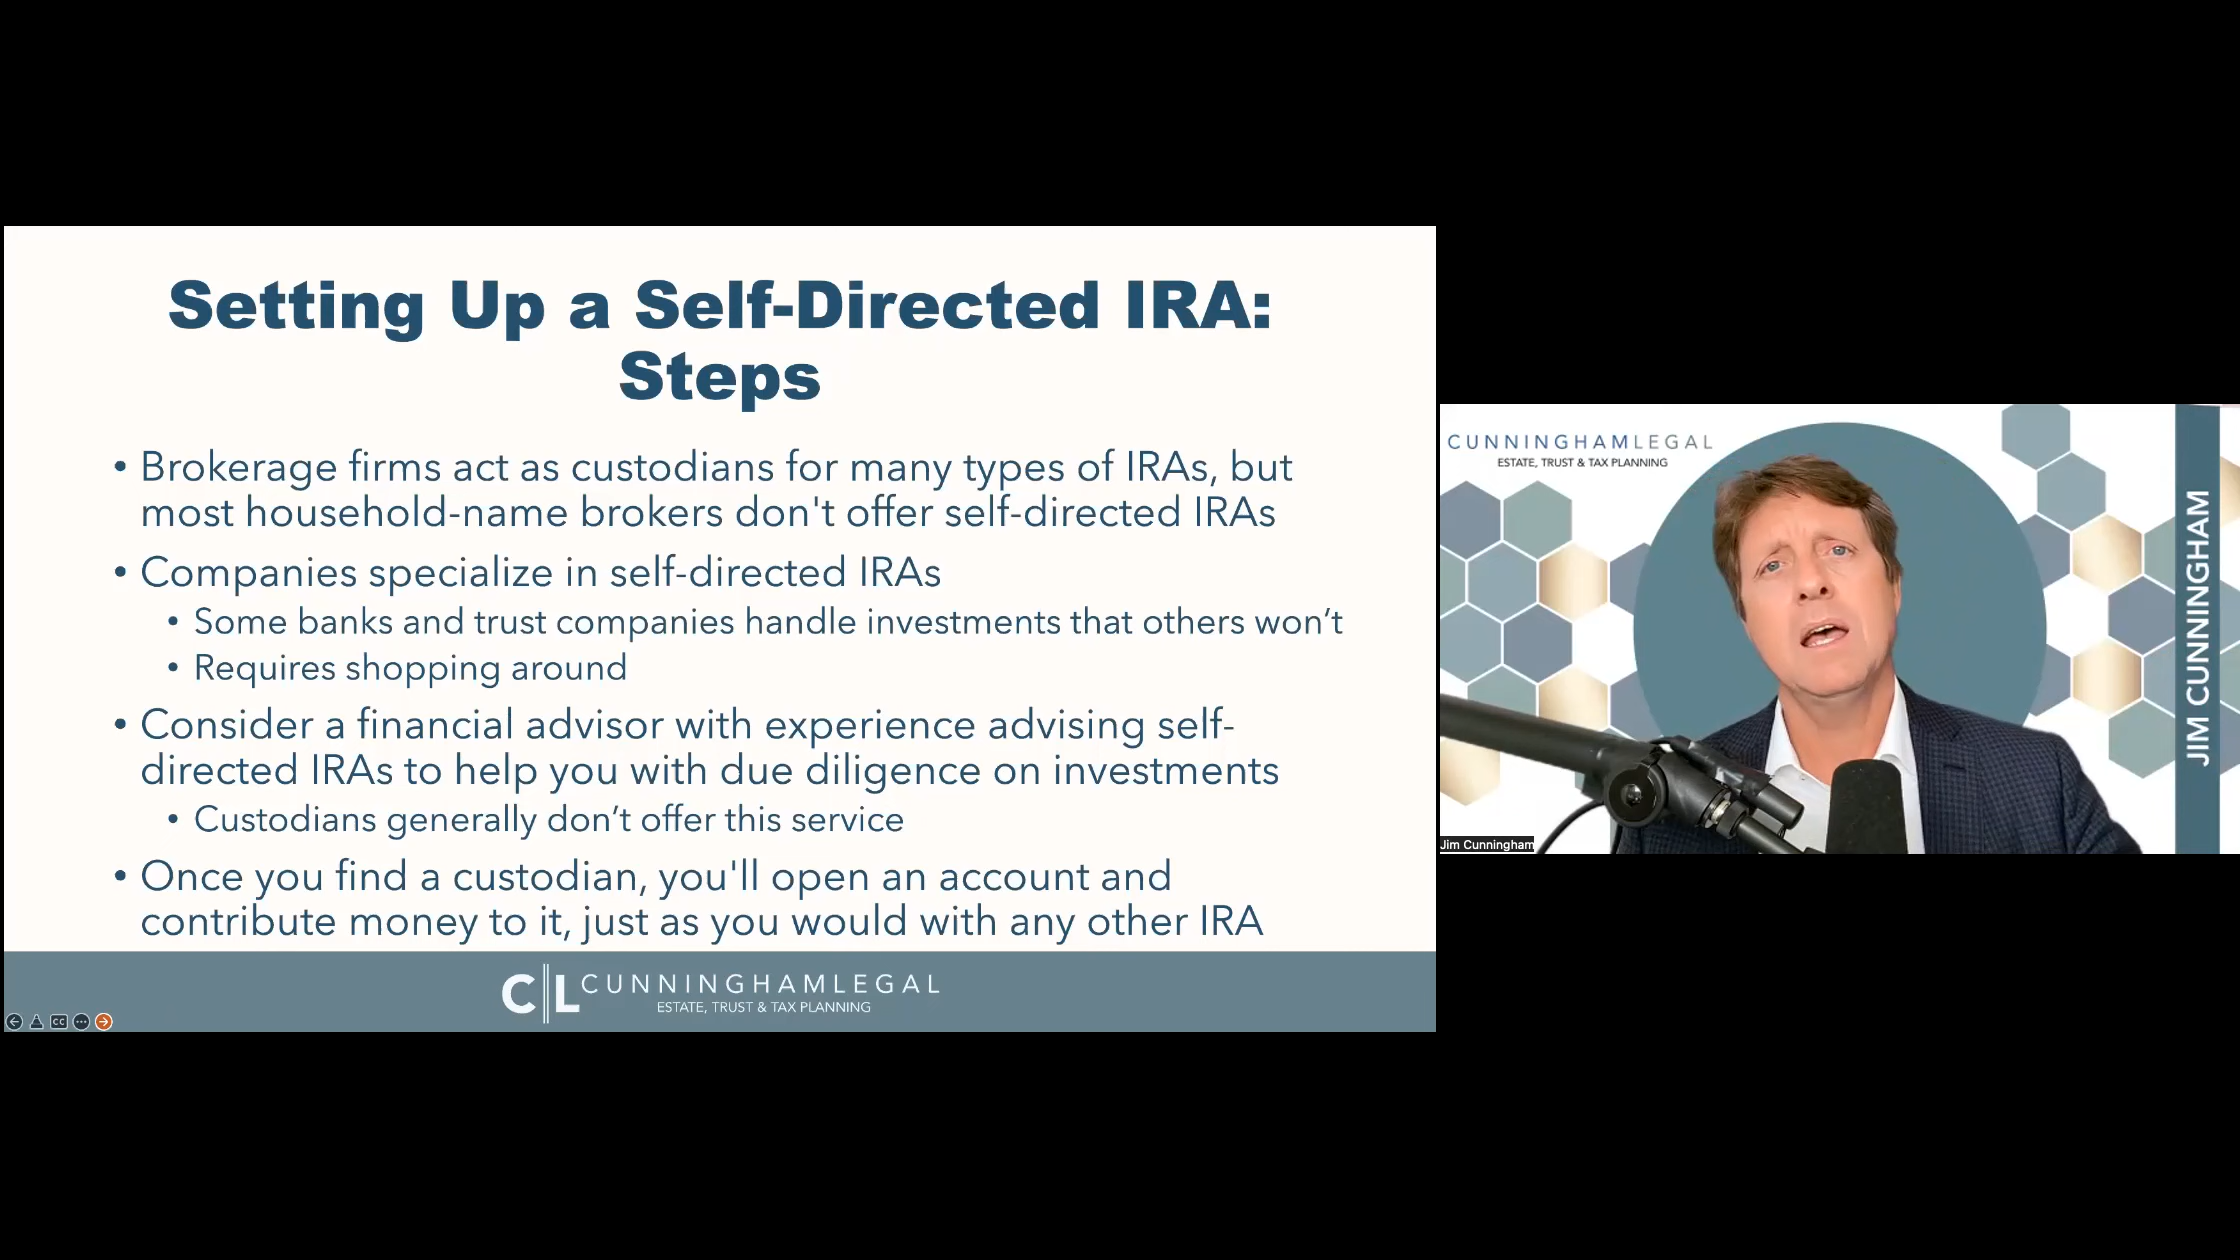 Setting Up a Self-Directed IRA:
Steps
• Brokerage firms act as custodians for many types of IRAs, but
most household-name brokers don't offer self-directed IRAs
• Companies specialize in self-directed IRAs
• Some banks and trust companies handle investments that others won’t
• Requires shopping around
• Consider a financial advisor with experience advising self-
directed IRAs to help you with due diligence on investments
• Custodians generally don’t offer this service
• Once you find a custodian, you'll open an account and
contribute money to it, just as you would with any other IRA
CL CUNNINGHAMLEGAL
ESTATE, TRUST & TAX PLANNING
CC
CUNNINGHAMLEGAL
ESTATE, TRUST & TAX PLANNING
JIM CUNNINGHAM
Jim Cunningham